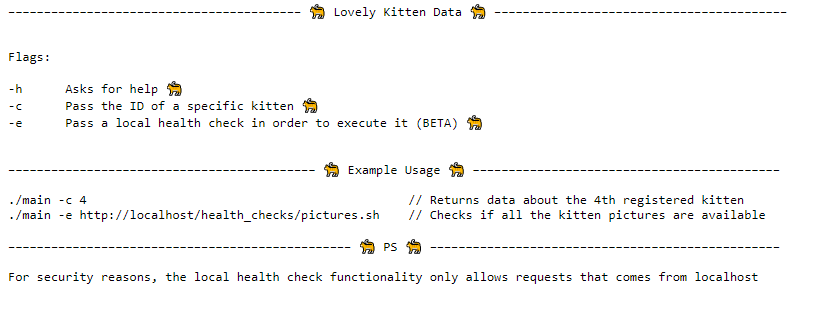 ----------------------------------------- 🐈 Lovely Kitten Data 🐈 -----------------------------------------
Flags:
-h      Asks for help 🐈
-c      Pass the ID of a specific kitten 🐈
-e      Pass a local health check in order to execute it (BETA) 🐈
------------------------------------------- 🐈 Example Usage 🐈 -------------------------------------------
./main -c 4                                             // Returns data about the 4th registered kitten
./main -e http://localhost/health_checks/pictures.sh    // Checks if all the kitten pictures are available
------------------------------------------------ 🐈 PS 🐈 -------------------------------------------------
For security reasons, the local health check functionality only allows requests that comes from localhost